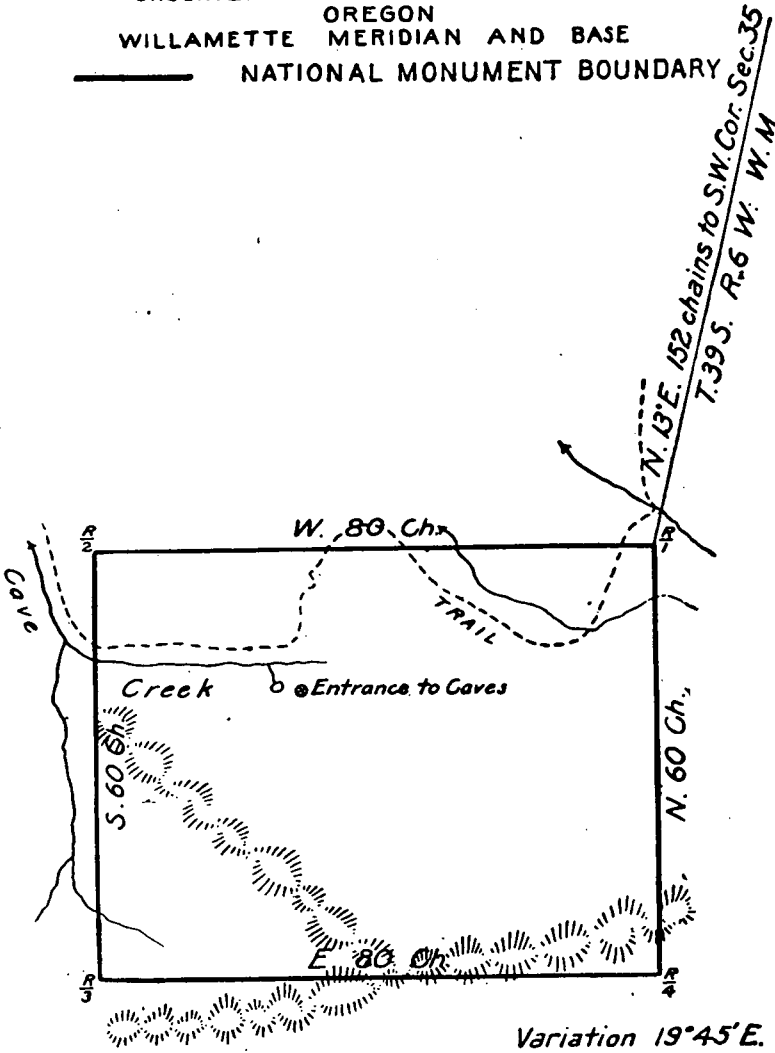 OREGON
WILLAMETTE MERIDIAN AND BASE
NATIONAL MONUMENT BOUNDARY
N. 13°E. 152 chains to S.W. Cor. Sec. 35
T. 39 S. R. 6 W. W. M
R/2
W. 80 Ch.
R/1
Cave
TRAIL
Creek
Entrance to Caves
S. 60 Ch.
N. 60 Ch.,
R/3
E. 80 Ch.
R/4
Variation 19°45'E.